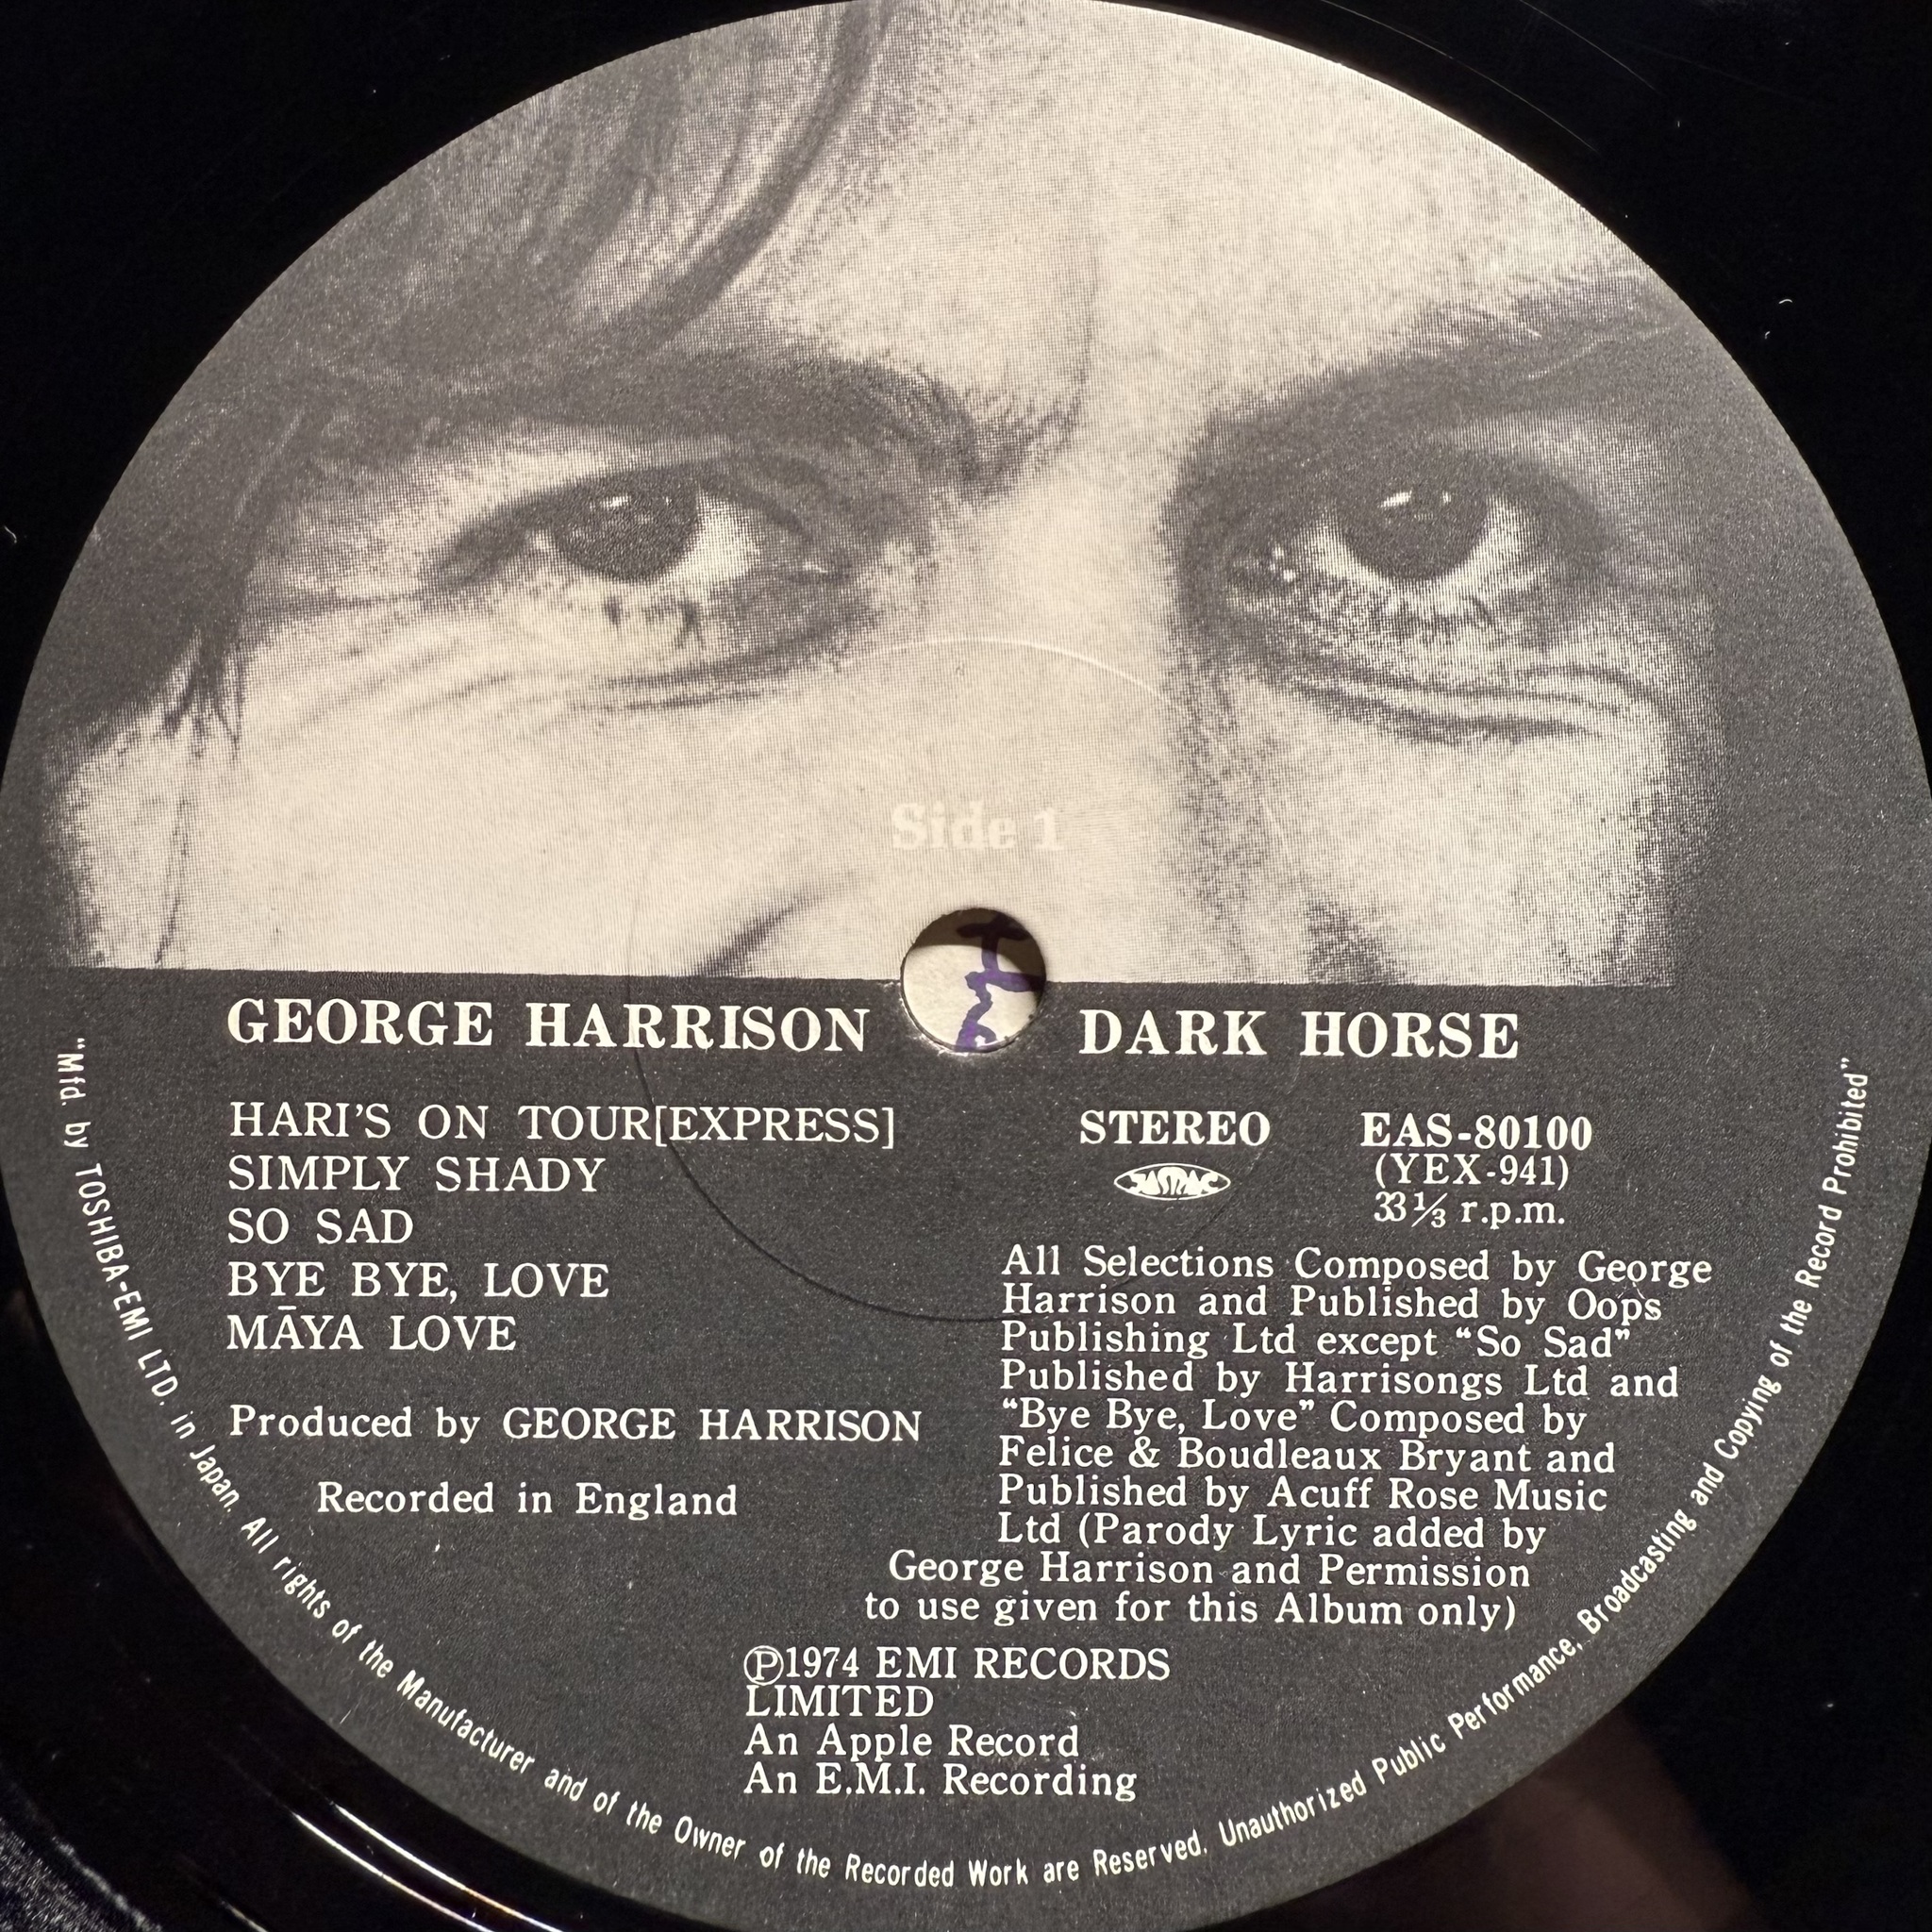 Side 1
GEORGE HARRISON
DARK HORSE
HARI'S ON TOUR[EXPRESS]
SIMPLY SHADY
SO SAD
BYE BYE, LOVE
MĀYA LOVE
Produced by GEORGE HARRISON
Recorded in England
STEREO
JASRAC
EAS-80100
(YEX-941)
33⅓ r.p.m.
All Selections Composed by George
Harrison and Published by Oops
Publishing Ltd except “So Sad”
Published by Harrisongs Ltd and
“Bye Bye, Love” Composed by
Felice & Boudleaux Bryant and
Published by Acuff Rose Music
Ltd (Parody Lyric added by
George Harrison and Permission
to use given for this Album only)
Ⓟ1974 EMI RECORDS
LIMITED
An Apple Record
An E.M.I. Recording
"Mfd. by TOSHIBA-EMI LTD. in Japan. All rights of the Manufacturer and of the Owner of the Recorded Work are Reserved. Unauthorized Public Performance, Broadcasting and Copying of the Record Prohibited"